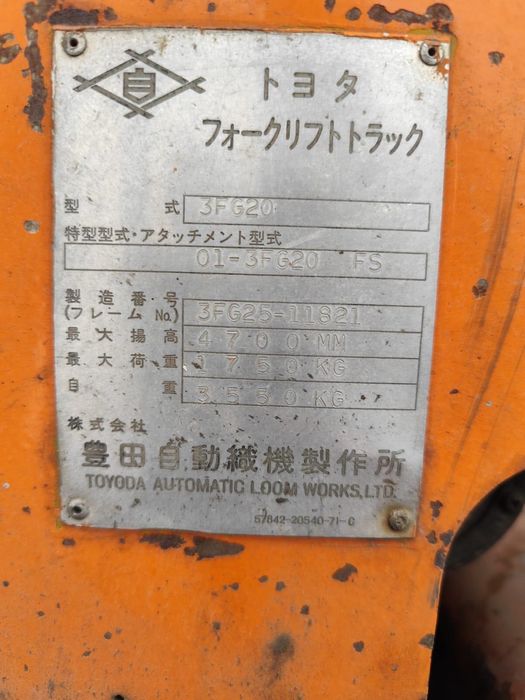 自
トヨタ
フォークリフトトラック
型式 3FG20
特型型式・アタッチメント型式
01-3FG20 FS
製造番号 3FG25-11821
(フレームNo.)
最大揚高 4700MM
最大荷重 1750KG
自重 3550KG
株式会社
豊田自動織機製作所
TOYODA AUTOMATIC LOOM WORKS,LTD.
57642-20540-71-C